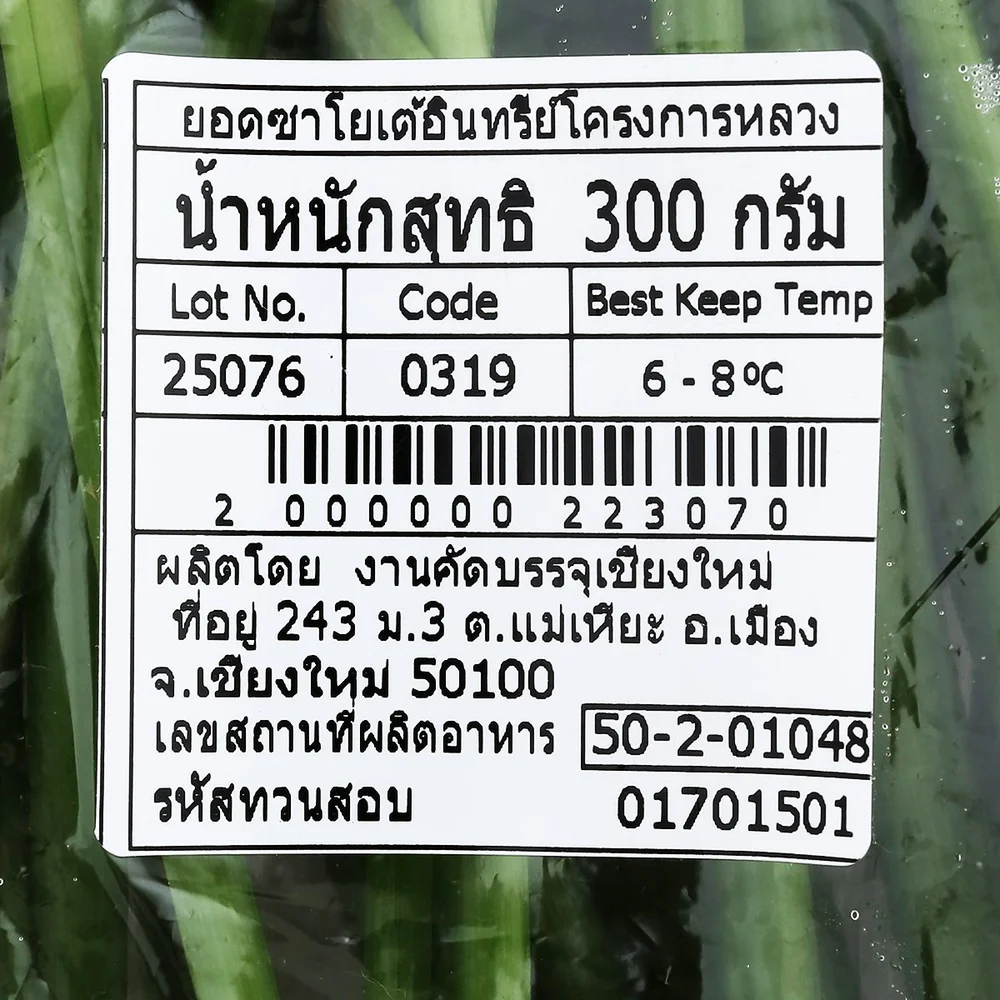 ยอดซาโยเต้อินทรีย์โครงการหลวง
น้ำหนักสุทธิ 300 กรัม
Lot No. Code Best Keep Temp
25076 0319 6 - 8ºC
2 000000 223070
ผลิตโดย งานคัดบรรจุเชียงใหม่
ที่อยู่ 243 ม.3 ต.แม่เหียะ อ.เมือง
จ.เชียงใหม่ 50100
เลขสถานที่ผลิตอาหาร 50-2-01048
รหัสทวนสอบ 01701501